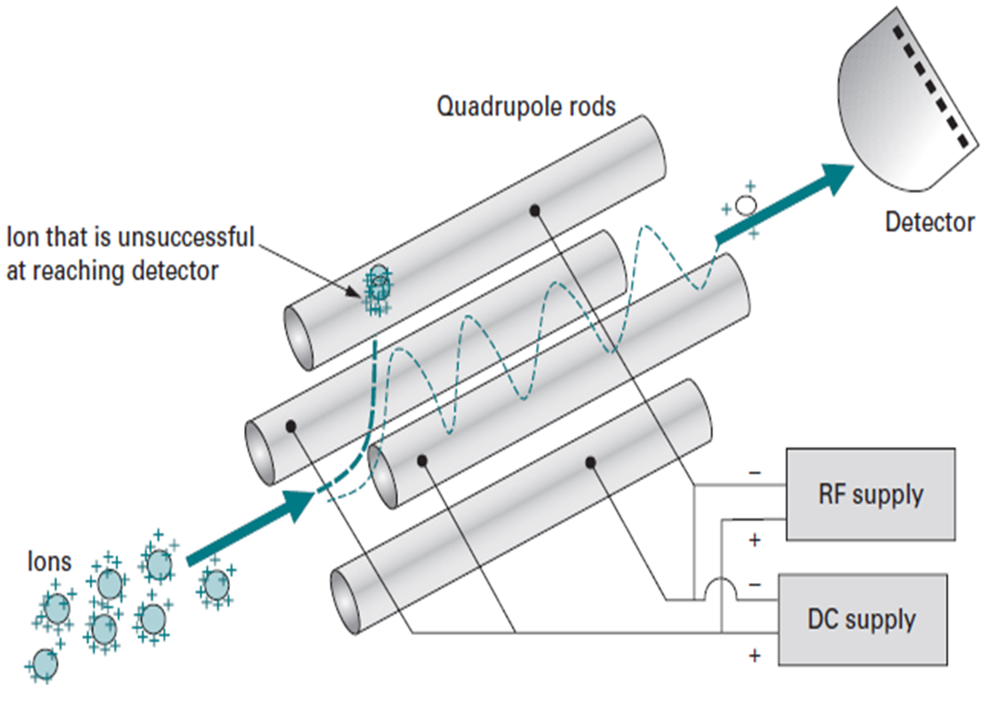 Quadrupole rods
Ion that is unsuccessful
at reaching detector
Detector
Ions
−
RF supply
+
−
DC supply
+